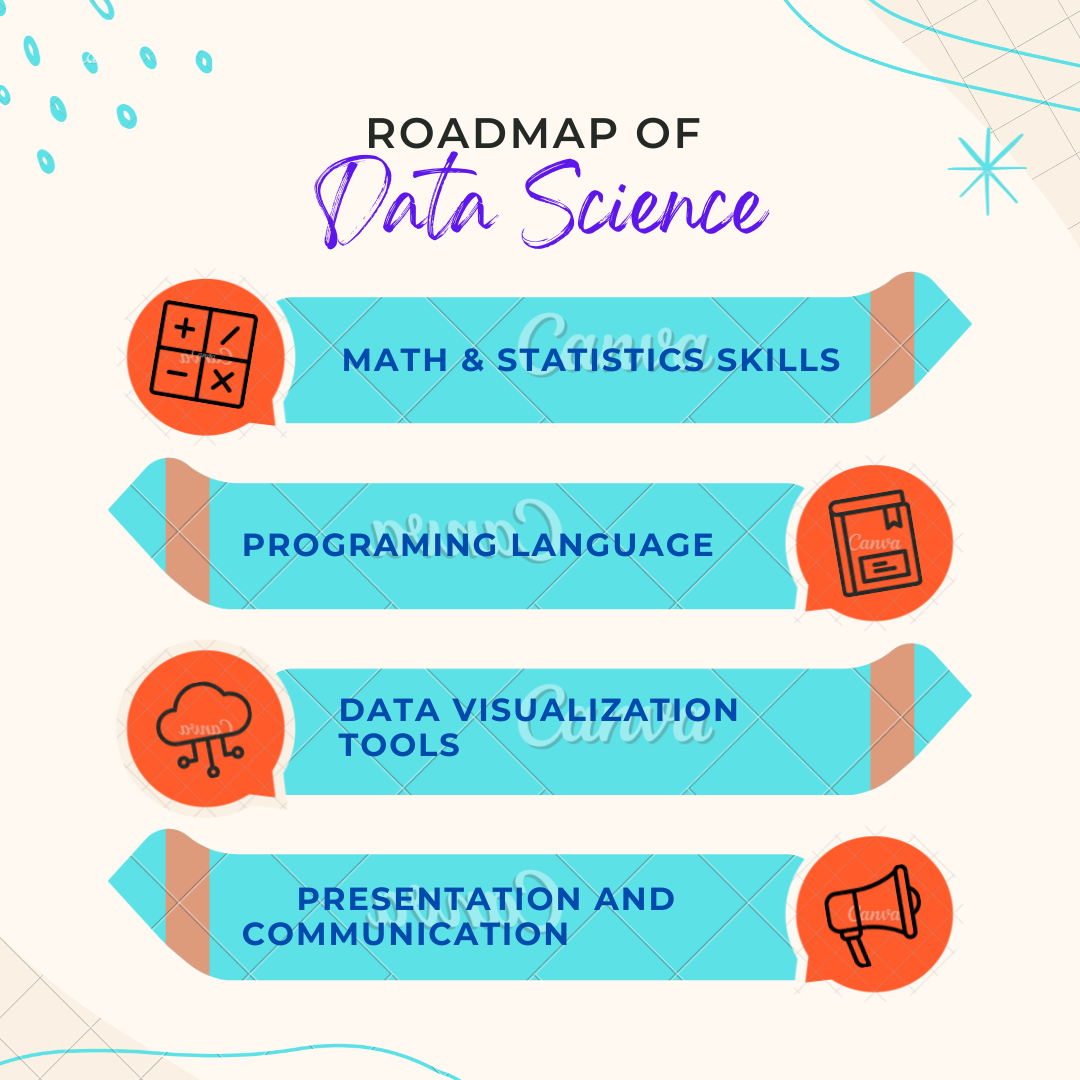 ROADMAP OF
Data Science
MATH & STATISTICS SKILLS
Canva
PROGRAMING LANGUAGE
Canva
Canva
DATA VISUALIZATION
TOOLS
Canva
Canva
PRESENTATION AND
COMMUNICATION
Canva
Canva